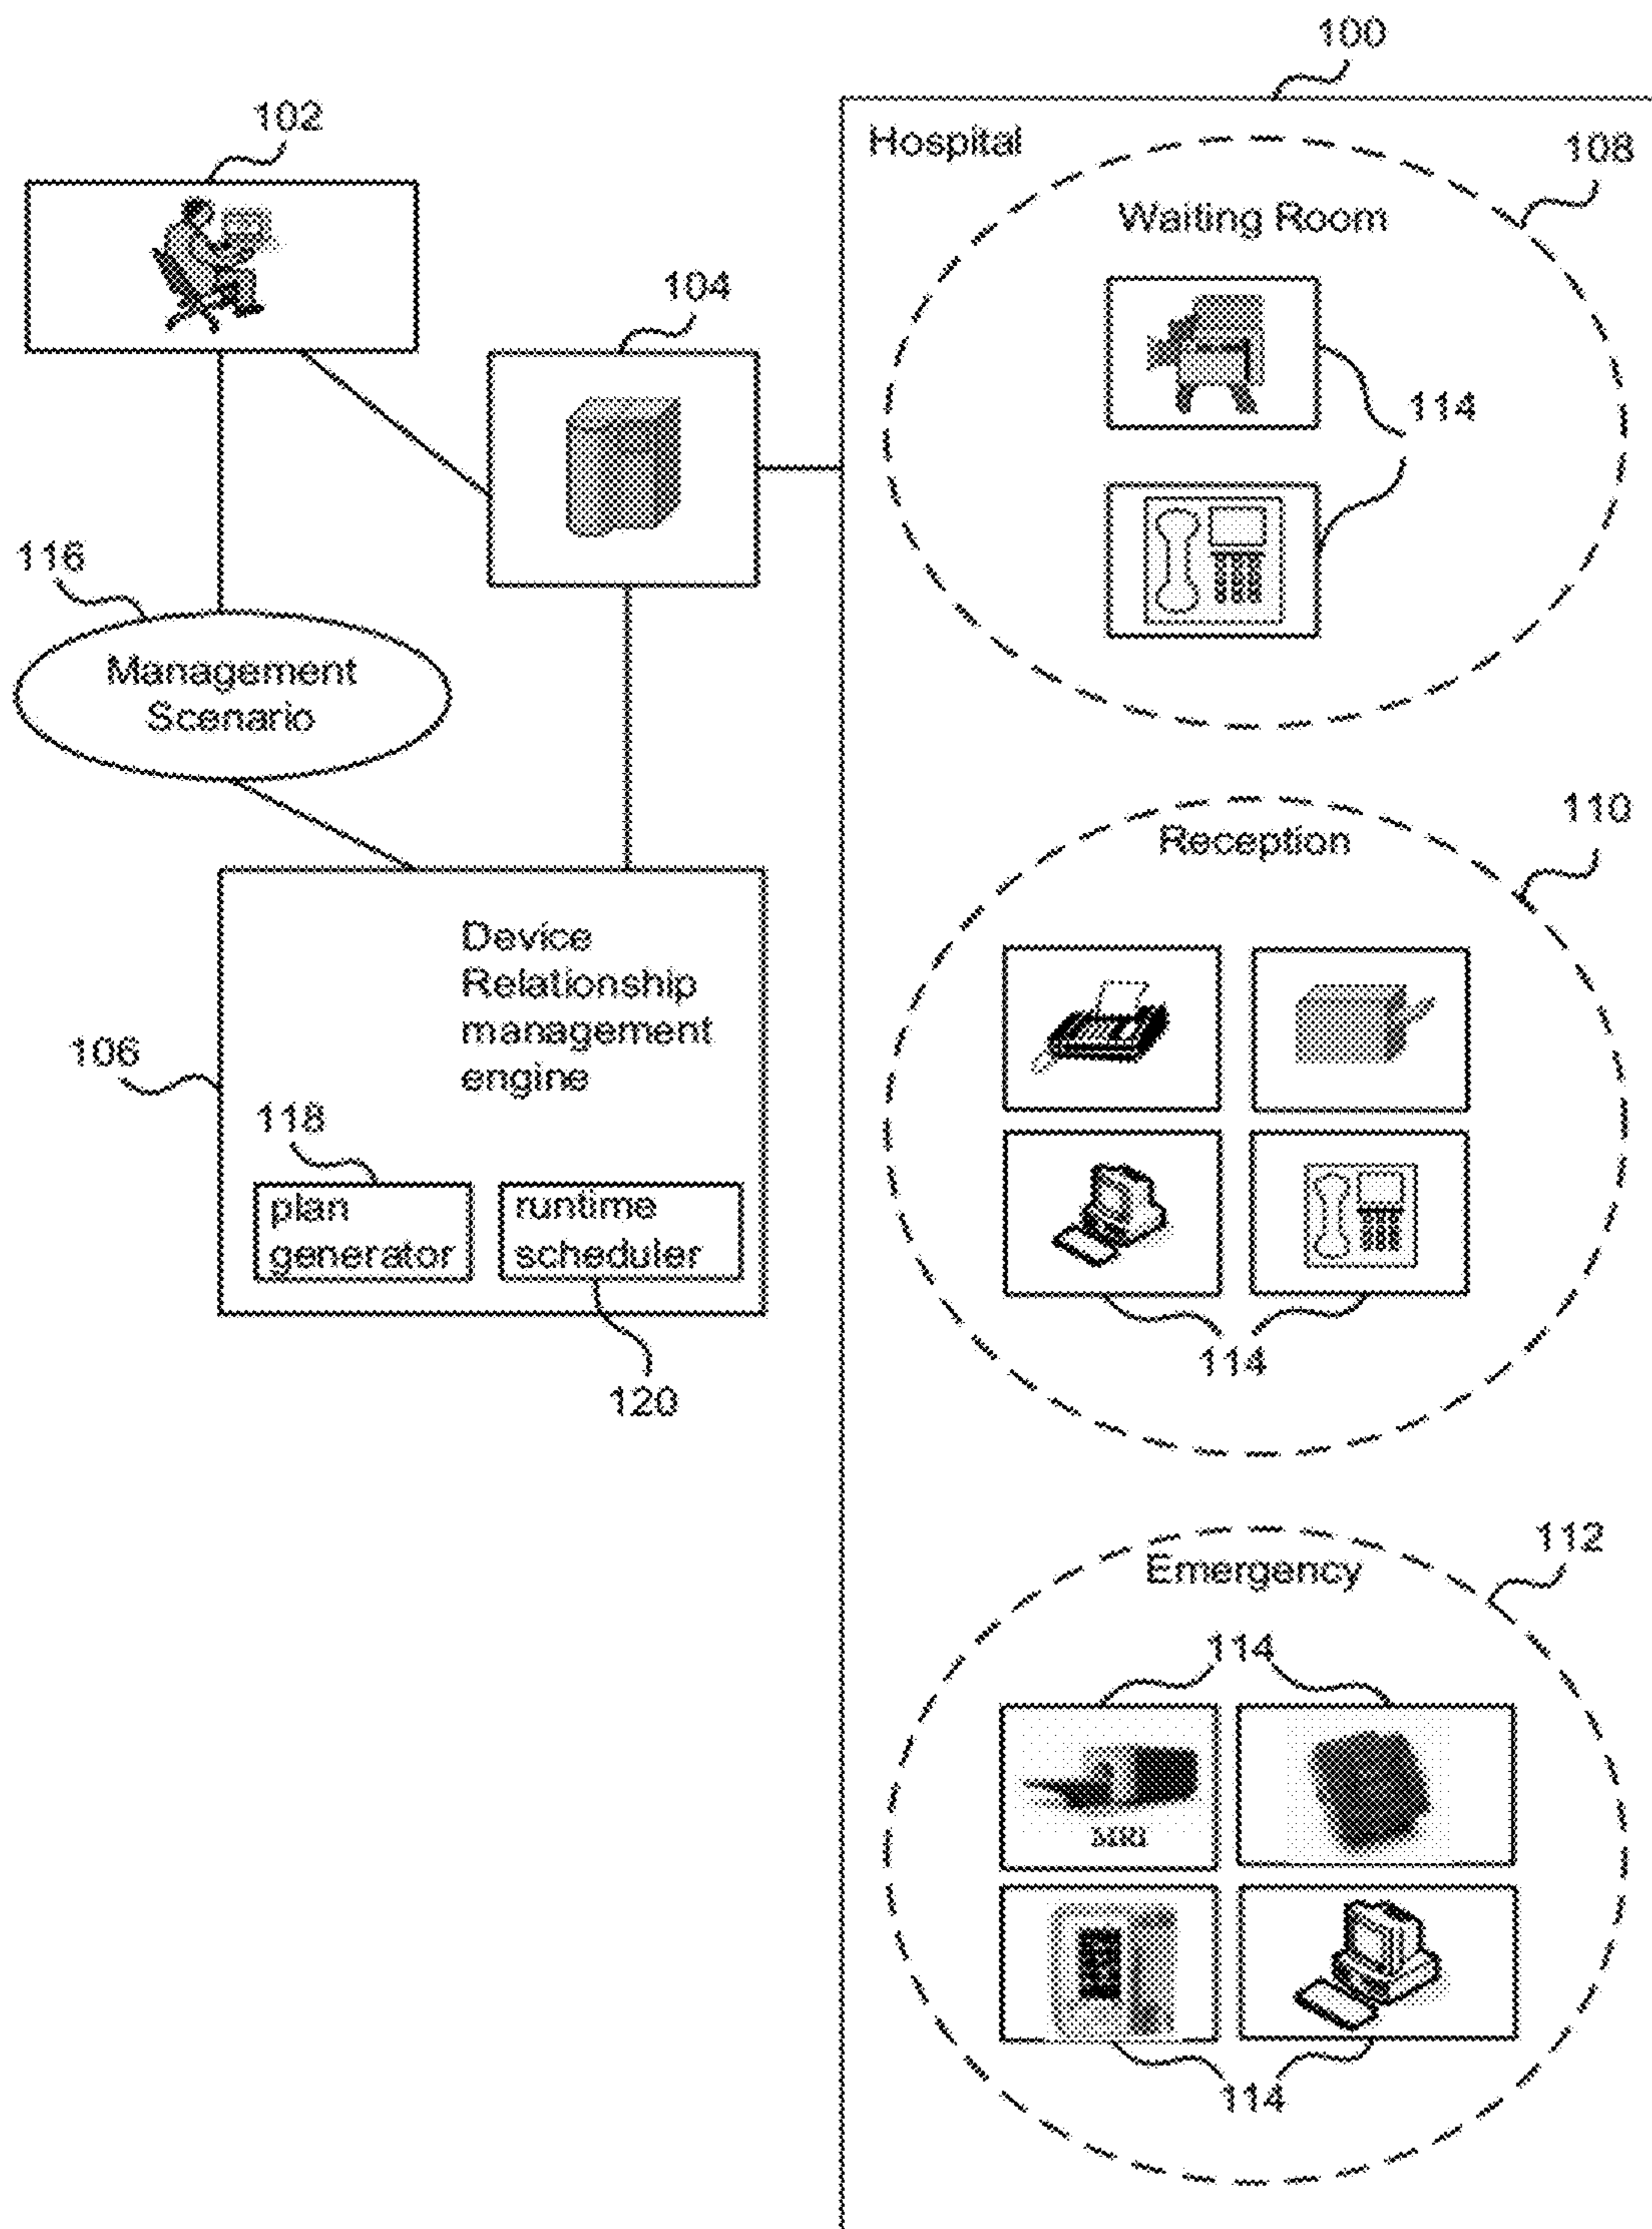 100
102
Hospital
108
Waiting Room
104
114
116
Management
Scenario
110
Reception
Device
Relationship
management
engine
106
118
plan
generator
runtime
scheduler
114
120
112
Emergency
114
MRI
114